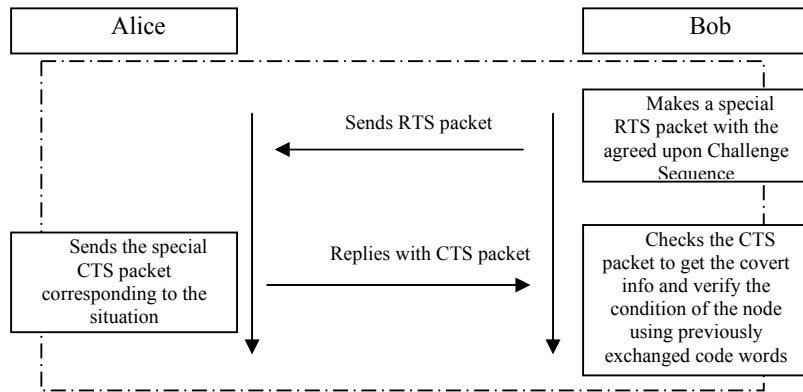 Alice
Bob
Makes a special
RTS packet with the
agreed upon Challenge
Sequence
Sends RTS packet
Sends the special
CTS packet
corresponding to the
situation
Replies with CTS packet
Checks the CTS
packet to get the covert
info and verify the
condition of the node
using previously
exchanged code words